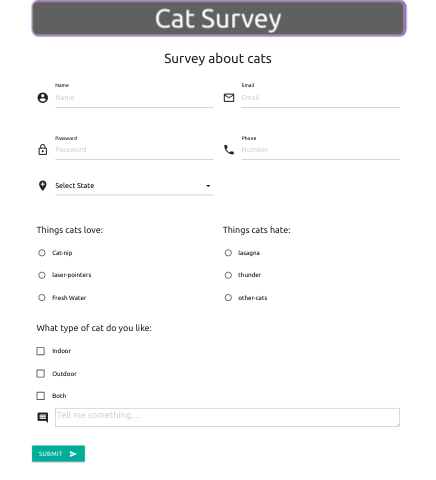 Cat Survey
Survey about cats
Name
Name
Email
Email
Password
Password
Phone
Number
Select State
Things cats love:
Cat-nip
laser-pointers
Fresh Water
Things cats hate:
lasagna
thunder
other-cats
What type of cat do you like:
Indoor
Outdoor
Both
Tell me something...
SUBMIT